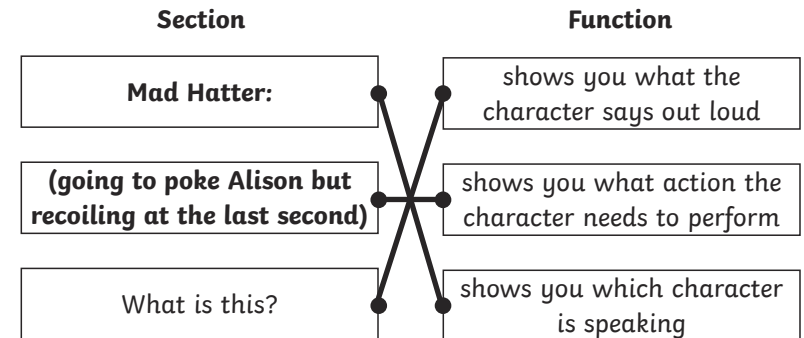 Section
Function
Mad Hatter:
shows you what the
character says out loud
(going to poke Alison but
recoiling at the last second)
shows you what action the
character needs to perform
What is this?
shows you which character
is speaking